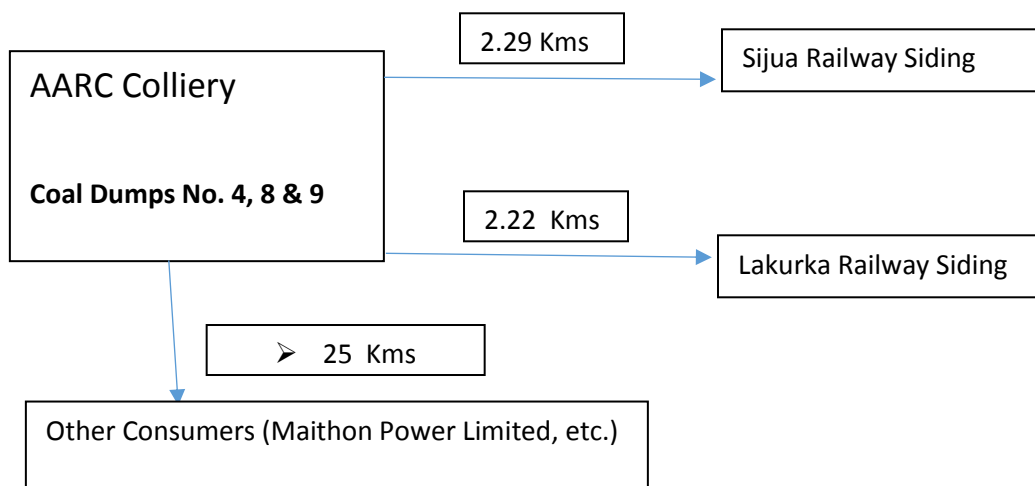 2.29 Kms
Sijua Railway Siding
AARC Colliery
Coal Dumps No. 4, 8 & 9
2.22 Kms
Lakurka Railway Siding
➢ 25 Kms
Other Consumers (Maithon Power Limited, etc.)